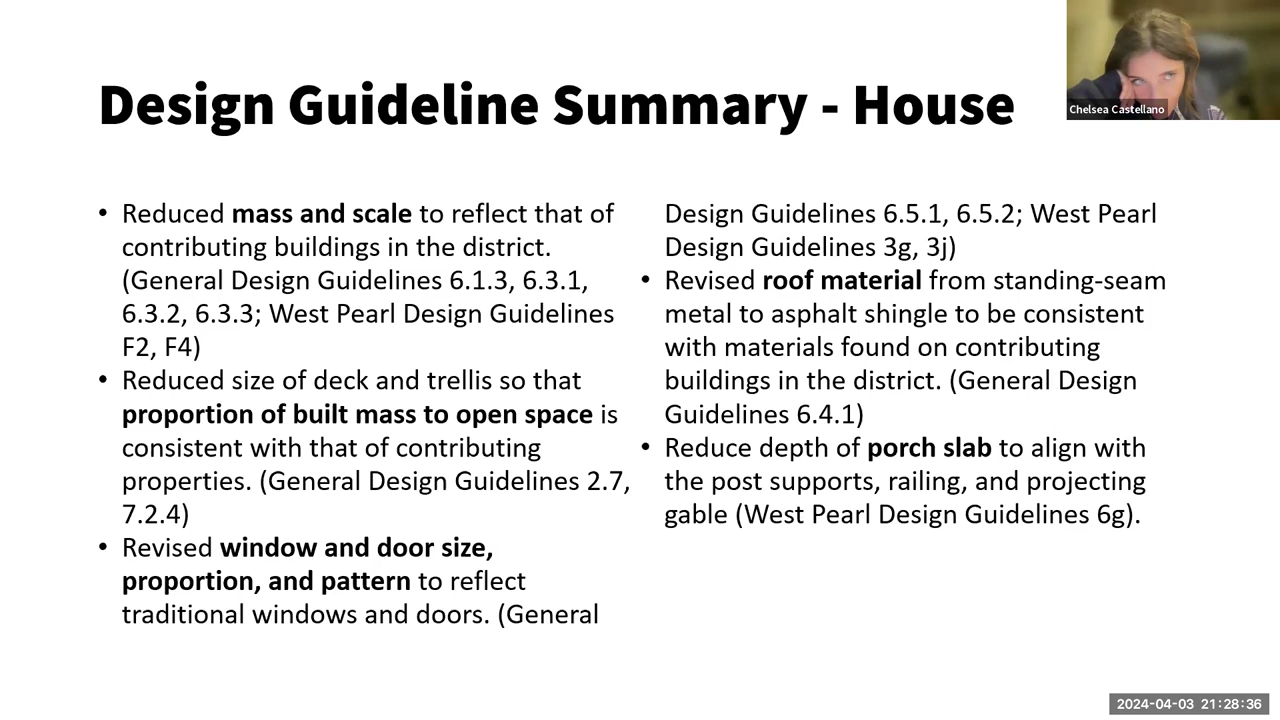 Design Guideline Summary - House
Chelsea Castellano
• Reduced mass and scale to reflect that of
contributing buildings in the district.
(General Design Guidelines 6.1.3, 6.3.1,
6.3.2, 6.3.3; West Pearl Design Guidelines
F2, F4)
• Reduced size of deck and trellis so that
proportion of built mass to open space is
consistent with that of contributing
properties. (General Design Guidelines 2.7,
7.2.4)
• Revised window and door size,
proportion, and pattern to reflect
traditional windows and doors. (General
Design Guidelines 6.5.1, 6.5.2; West Pearl
Design Guidelines 3g, 3j)
• Revised roof material from standing-seam
metal to asphalt shingle to be consistent
with materials found on contributing
buildings in the district. (General Design
Guidelines 6.4.1)
• Reduce depth of porch slab to align with
the post supports, railing, and projecting
gable (West Pearl Design Guidelines 6g).
2024-04-03 21:28:36